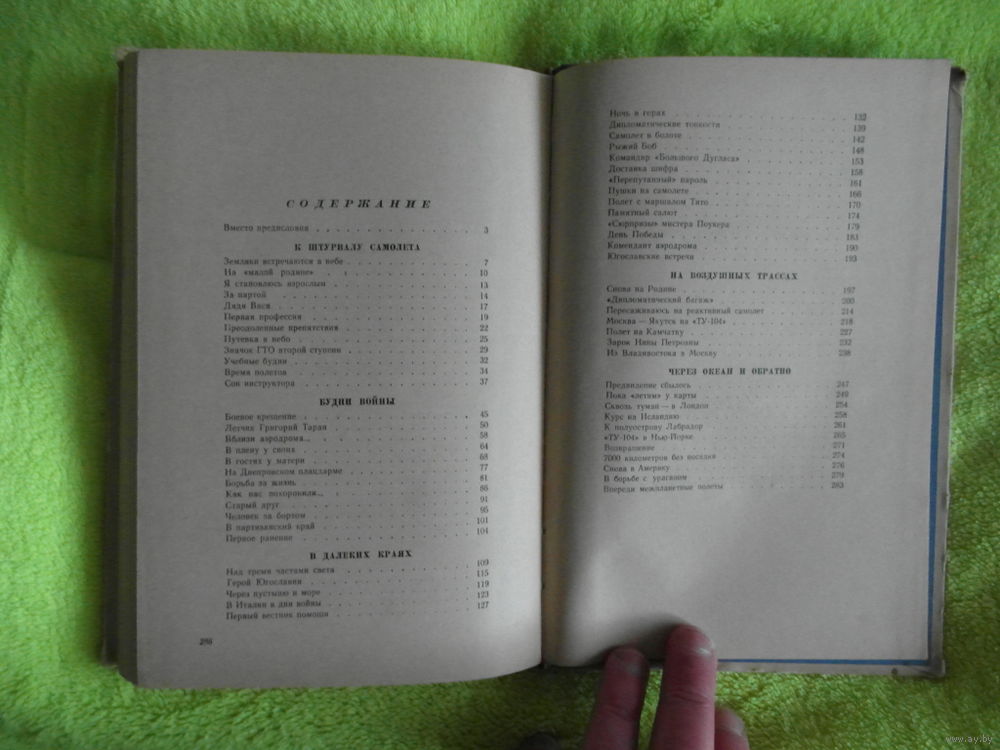 СОДЕРЖАНИЕ
Вместо предисловия . . . 3
К ШТУРВАЛУ САМОЛЕТА
Земляки встречаются в небе . . . 7
На «малой родине» . . . 10
Я становлюсь взрослым . . . 13
За партой . . . 14
Дядя Вася . . . 17
Первая профессия . . . 19
Преодоленные препятствия . . . 22
Путевка в небо . . . 25
Значок ГТО второй ступени . . . 29
Учебные будни . . . 32
Время полетов . . . 34
Сон инструктора . . . 37
БУДНИ ВОЙНЫ
Боевое крещение . . . 45
Летчик Григорий Таран . . . 50
Вблизи аэродрома... . . . 58
В плену у своих . . . 64
В гостях у матери . . . 68
На Днепровском плацдарме . . . 77
Борьба за жизнь . . . 81
Как нас похоронили... . . . 86
Старый друг . . . 91
Человек за бортом . . . 95
В партизанский край . . . 101
Первое ранение . . . 104
В ДАЛЕКИХ КРАЯХ
Над тремя частями света . . . 109
Герой Югославии . . . 115
Через пустыню и море . . . 119
В Италии в дни войны . . . 123
Первый вестник помощи . . . 127
286
Ночь в горах . . . 132
Дипломатические тонкости . . . 139
Самолет в болоте . . . 142
Рыжий Боб . . . 148
Командир «Большого Дугласа» . . . 153
Доставка шифра . . . 158
«Перепутанный» пароль . . . 161
Пушки на самолете . . . 166
Полет с маршалом Тито . . . 170
Памятный салют . . . 174
«Сюрпризы» мистера Поукера . . . 179
День Победы . . . 183
Комендант аэродрома . . . 190
Югославские встречи . . . 193
НА ВОЗДУШНЫХ ТРАССАХ
Снова на Родине . . . 197
«Дипломатический багаж» . . . 200
Пересаживаюсь на реактивный самолет . . . 214
Москва — Якутск на «ТУ-104» . . . 218
Полет на Камчатку . . . 227
Зарок Нины Петровны . . . 232
Из Владивостока в Москву . . . 238
ЧЕРЕЗ ОКЕАН И ОБРАТНО
Предвидение сбылось . . . 247
Пока «летим» у карты . . . 249
Сквозь туман — в Лондон . . . 254
Курс на Исландию . . . 258
К полуострову Лабрадор . . . 261
«ТУ-104» в Нью-Йорке . . . 265
Возвращение . . . 271
7000 километров без посадки . . . 274
Снова в Америку . . . 276
В борьбе с ураганом . . . 279
Впереди межпланетные полеты . . . 283
www.ay.by